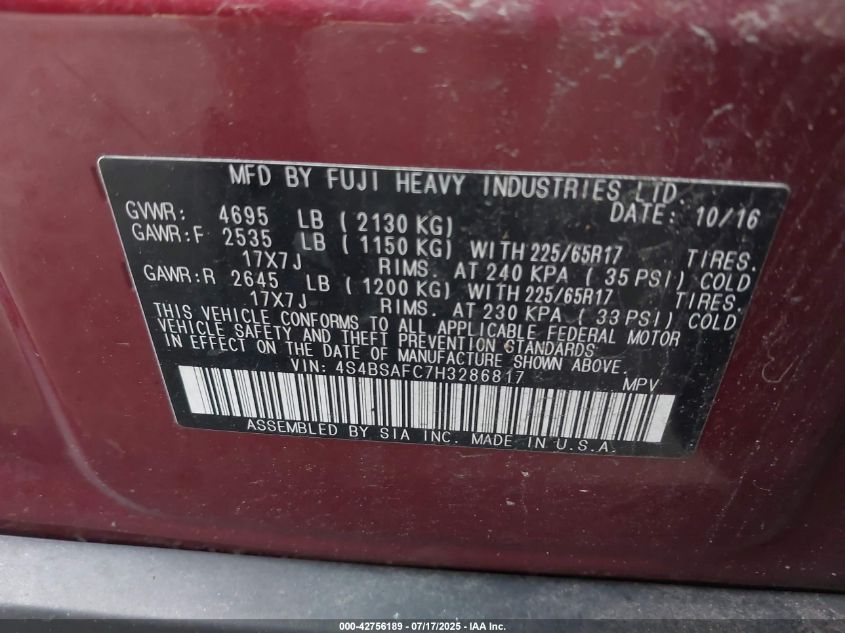 MFD BY FUJI HEAVY INDUSTRIES LTD.
GVWR: 4695 LB ( 2130 KG) DATE: 10/16
GAWR:F 2535 LB ( 1150 KG) WITH 225/65R17 TIRES.
17X7J RIMS. AT 240 KPA ( 35 PSI) COLD
GAWR:R 2645 LB ( 1200 KG) WITH 225/65R17 TIRES.
17X7J RIMS. AT 230 KPA ( 33 PSI) COLD
THIS VEHICLE CONFORMS TO ALL APPLICABLE FEDERAL MOTOR
VEHICLE SAFETY AND THEFT PREVENTION STANDARDS
IN EFFECT ON THE DATE OF MANUFACTURE SHOWN ABOVE.
VIN: 4S4BSAFC7H3286817 MPV
ASSEMBLED BY SIA INC. MADE IN U.S.A.
000-42756189 - 07/17/2025 - IAA Inc.